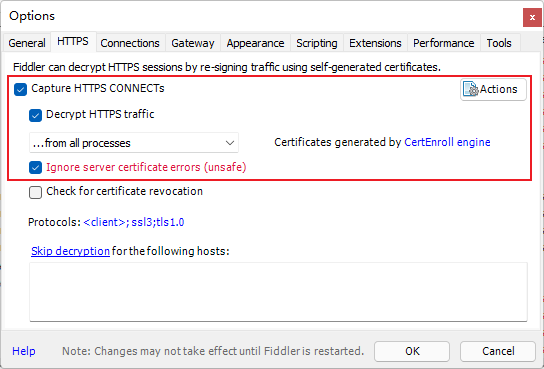 Options
x
General HTTPS Connections Gateway Appearance Scripting Extensions Performance Tools
Fiddler can decrypt HTTPS sessions by re-signing traffic using self-generated certificates.
Capture HTTPS CONNECTs Actions
Decrypt HTTPS traffic
...from all processes Certificates generated by CertEnroll engine
Ignore server certificate errors (unsafe)
Check for certificate revocation
Protocols: <client>;ssl3;tls1.0
Skip decryption for the following hosts:
Help Note: Changes may not take effect until Fiddler is restarted. OK Cancel